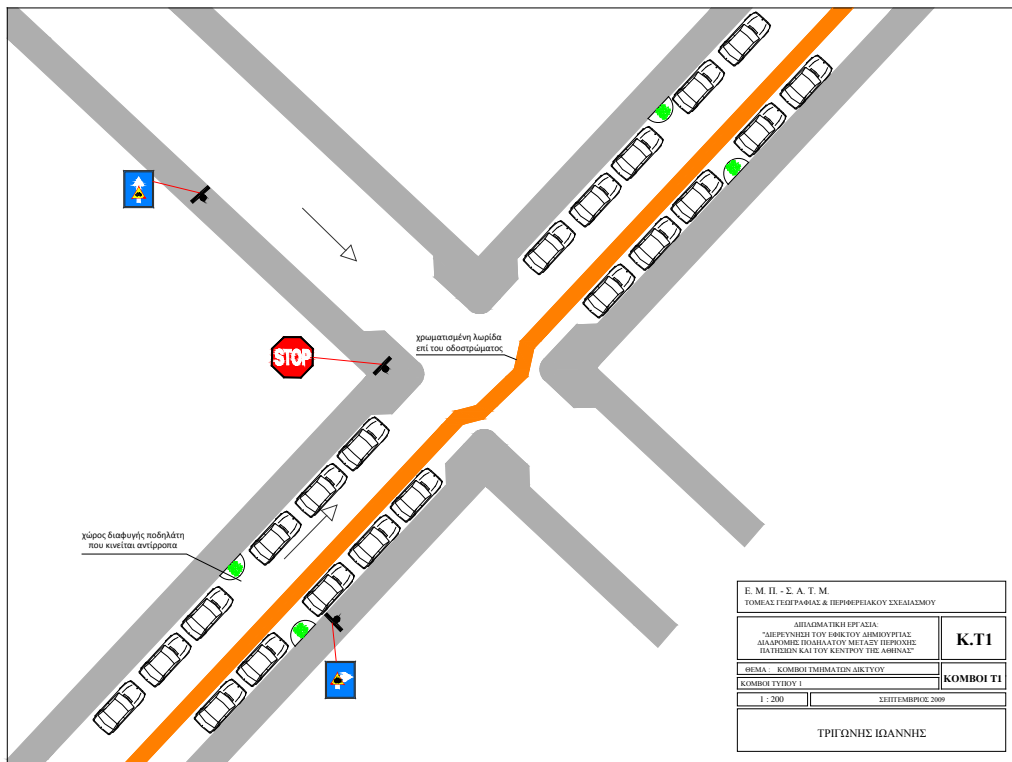 STOP
χρωματισμένη λωρίδα
επί του οδοστρώματος
χώρος διαφυγής ποδηλάτη
που κινείται αντίρροπα
Ε. Μ. Π. - Σ. Α. Τ. Μ.
ΤΟΜΕΑΣ ΓΕΩΓΡΑΦΙΑΣ & ΠΕΡΙΦΕΡΕΙΑΚΟΥ ΣΧΕΔΙΑΣΜΟΥ
ΔΙΠΛΩΜΑΤΙΚΗ ΕΡΓΑΣΙΑ:
"ΔΙΕΡΕΥΝΗΣΗ ΤΟΥ ΕΦΙΚΤΟΥ ΔΗΜΙΟΥΡΓΙΑΣ
ΔΙΑΔΡΟΜΗΣ ΠΟΔΗΛΑΤΟΥ ΜΕΤΑΞΥ ΠΕΡΙΟΧΗΣ
ΠΑΤΗΣΙΩΝ ΚΑΙ ΤΟΥ ΚΕΝΤΡΟΥ ΤΗΣ ΑΘΗΝΑΣ"
Κ.Τ1
ΘΕΜΑ : ΚΟΜΒΟΙ ΤΜΗΜΑΤΩΝ ΔΙΚΤΥΟΥ
ΚΟΜΒΟΙ ΤΥΠΟΥ 1
ΚΟΜΒΟΙ Τ1
1 : 200
ΣΕΠΤΕΜΒΡΙΟΣ 2009
ΤΡΙΓΩΝΗΣ ΙΩΑΝΝΗΣ